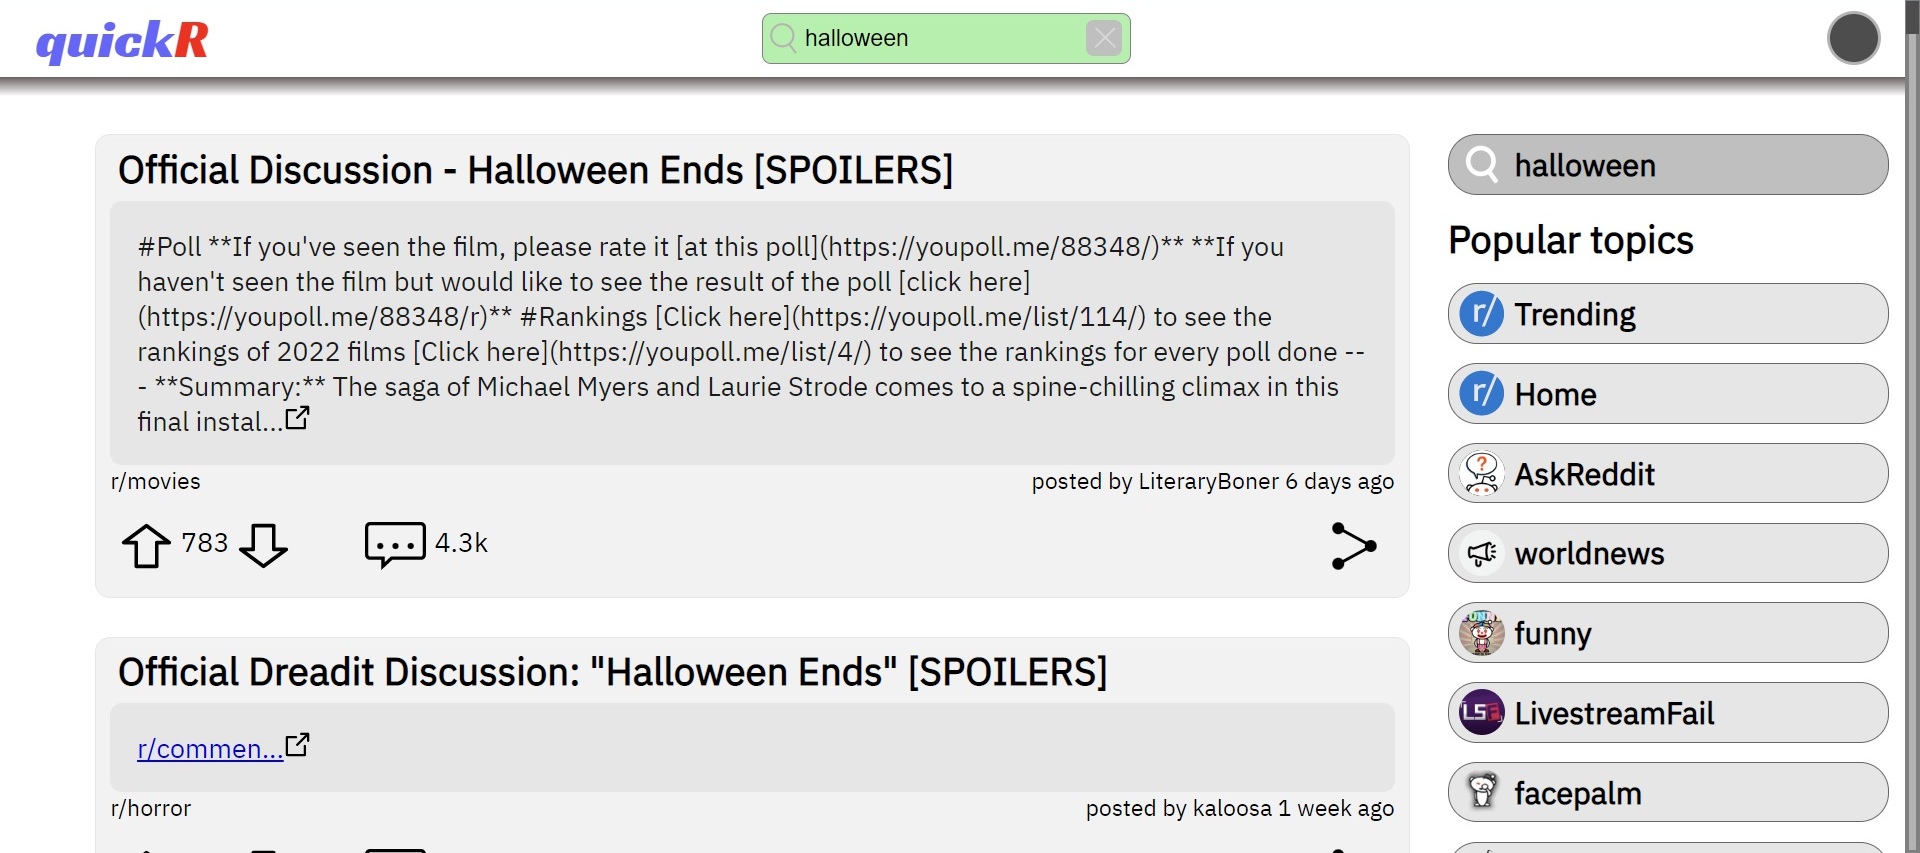 quickR
halloween
Official Discussion - Halloween Ends [SPOILERS]
#Poll **If you've seen the film, please rate it [at this poll](https://youpoll.me/88348/)** **If you
haven't seen the film but would like to see the result of the poll [click here]
(https://youpoll.me/88348/r)** #Rankings [Click here](https://youpoll.me/list/114/) to see the
rankings of 2022 films [Click here](https://youpoll.me/list/4/) to see the rankings for every poll done --
- **Summary:** The saga of Michael Myers and Laurie Strode comes to a spine-chilling climax in this
final instal...
r/movies
posted by LiteraryBoner 6 days ago
783
4.3k
Official Dreadit Discussion: "Halloween Ends" [SPOILERS]
r/commen...
r/horror
posted by kaloosa 1 week ago
halloween
Popular topics
r/ Trending
r/ Home
? AskReddit
worldnews
funny
LSF LivestreamFail
facepalm